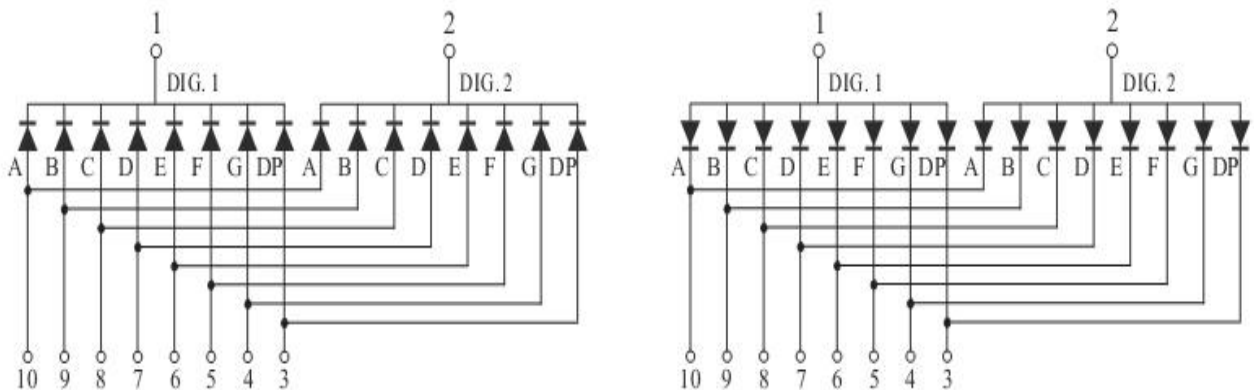 1 2 1 2
DIG. 1 DIG. 2 DIG. 1 DIG. 2
A B C D E F G DP A B C D E F G DP A B C D E F G DP A B C D E F G DP
10 9 8 7 6 5 4 3 10 9 8 7 6 5 4 3